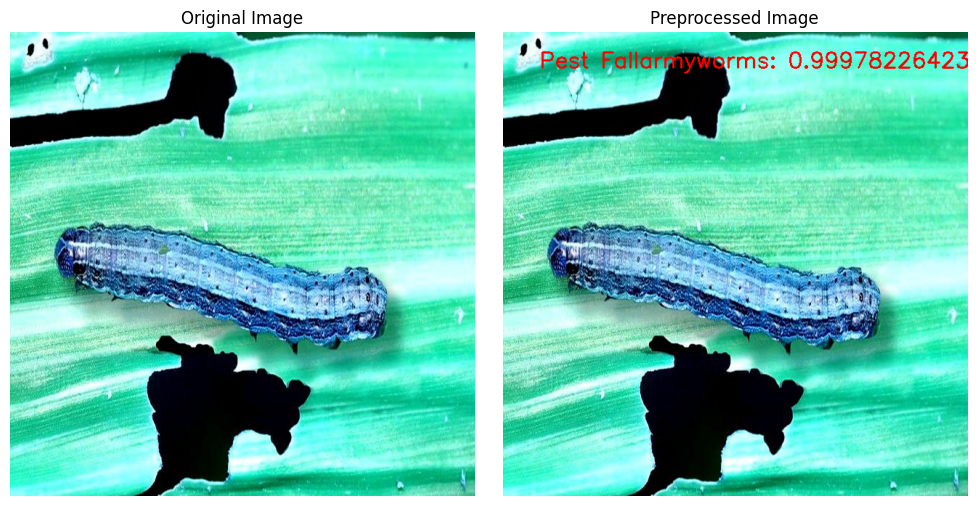 Original Image
Preprocessed Image
Pest Fallarmyworms: 0.99978226423